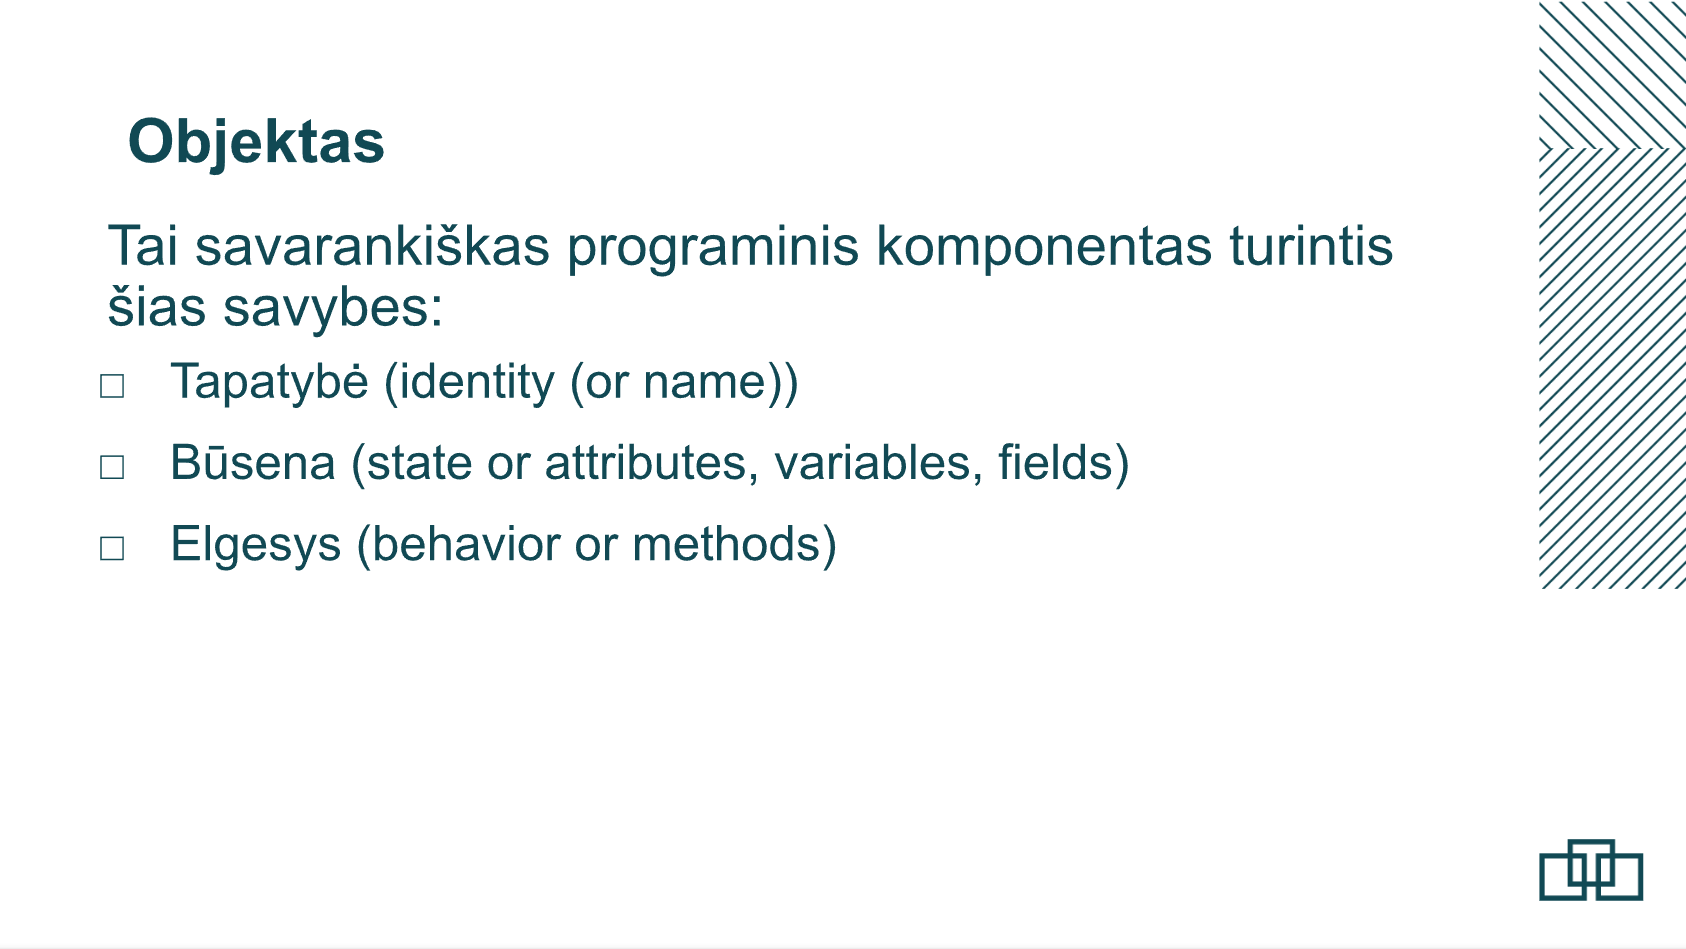 Objektas
Tai savarankiškas programinis komponentas turintis
šias savybes:
Tapatybė (identity (or name))
Būsena (state or attributes, variables, fields)
Elgesys (behavior or methods)